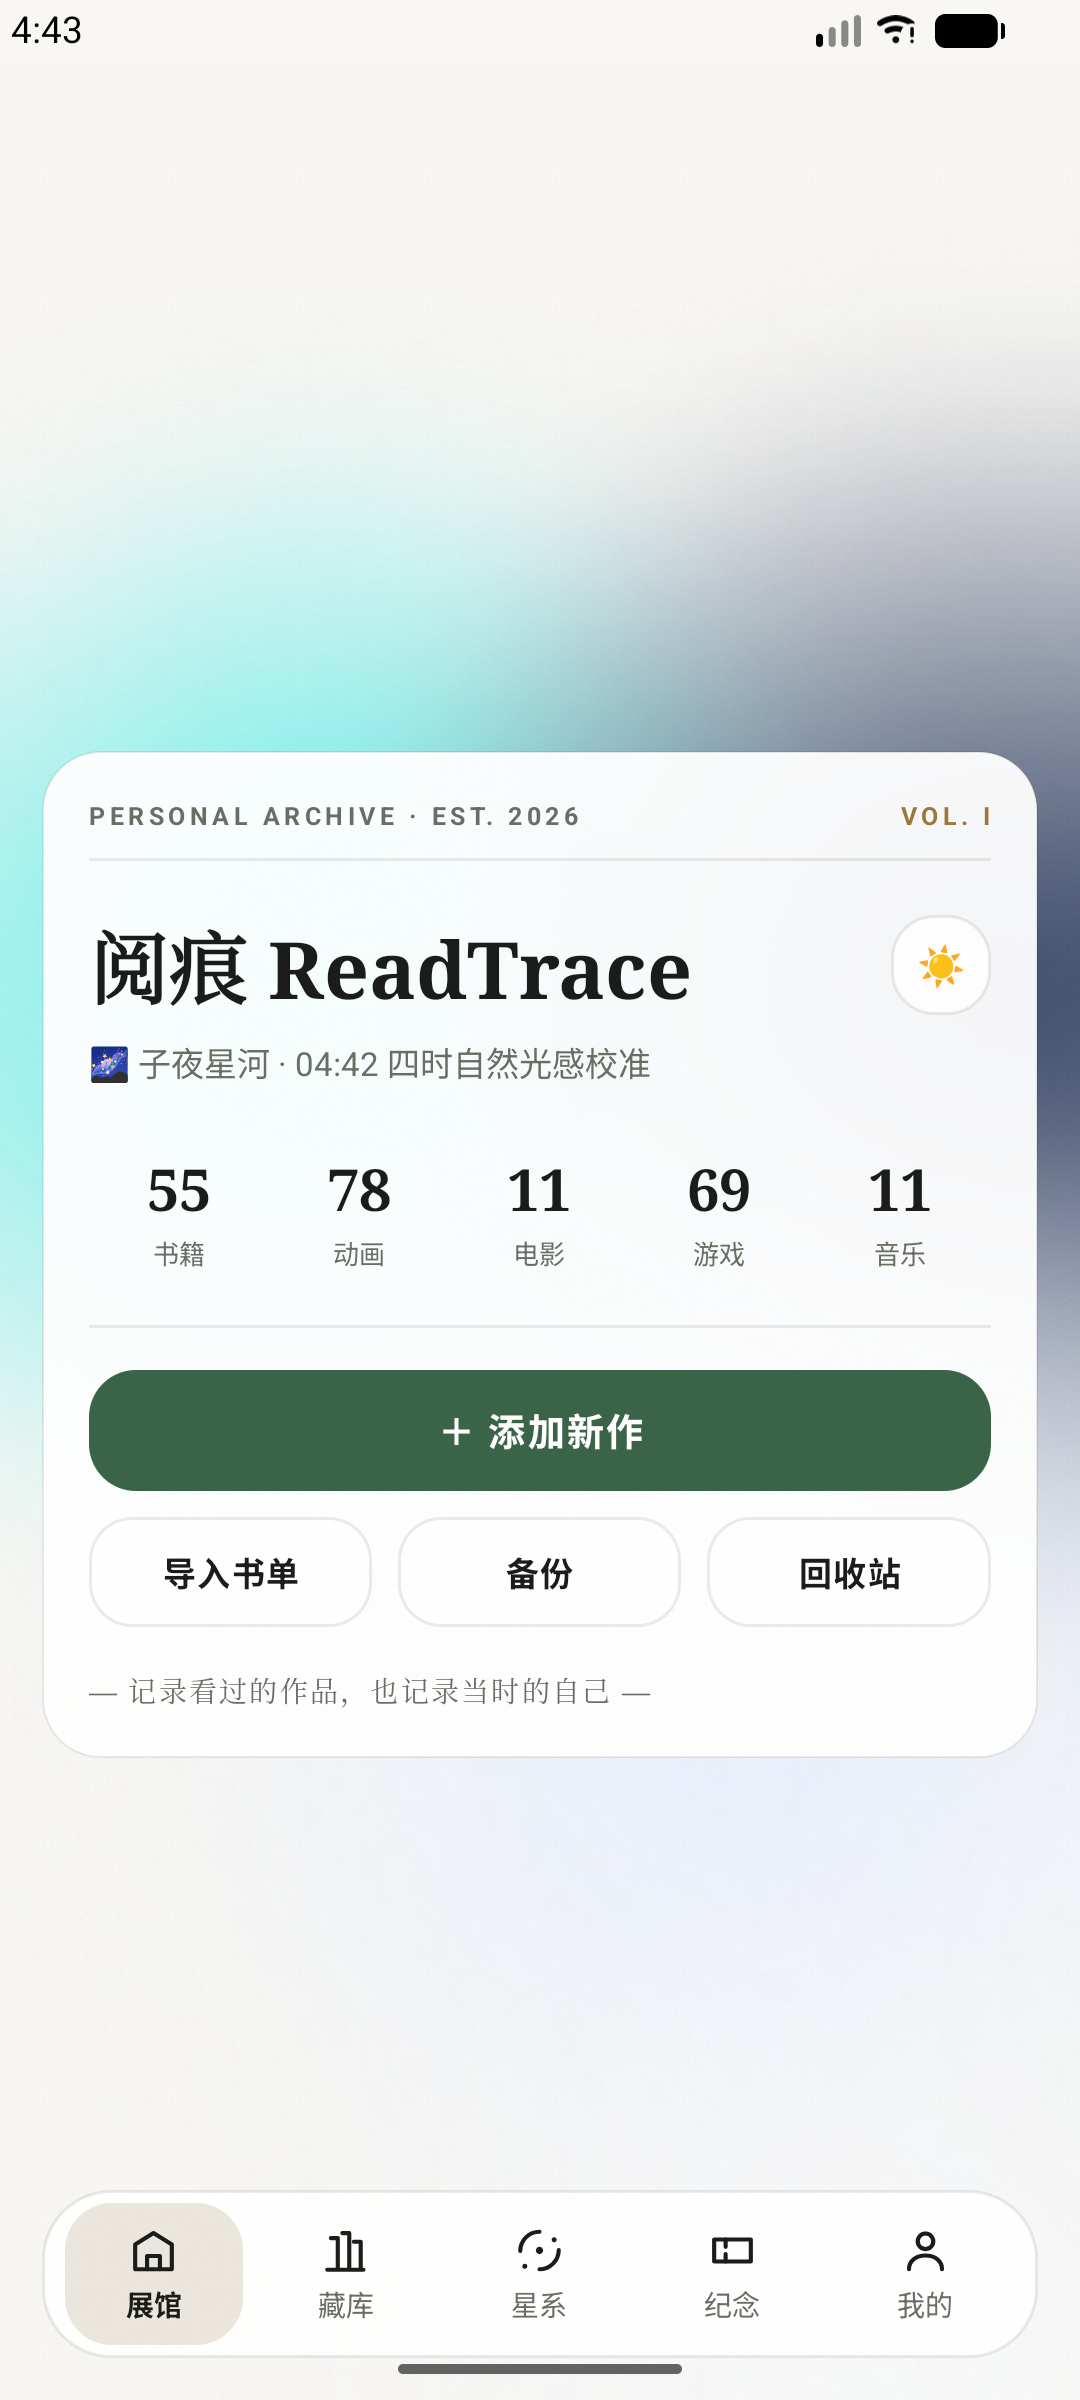 4:43
PERSONAL ARCHIVE · EST. 2026
VOL. I
阅痕 ReadTrace
子夜星河 · 04:42 四时自然光感校准
55 78 11 69 11
书籍 动画 电影 游戏 音乐
+ 添加新作
导入书单 备份 回收站
— 记录看过的作品，也记录当时的自己 —
展馆 藏库 星系 纪念 我的